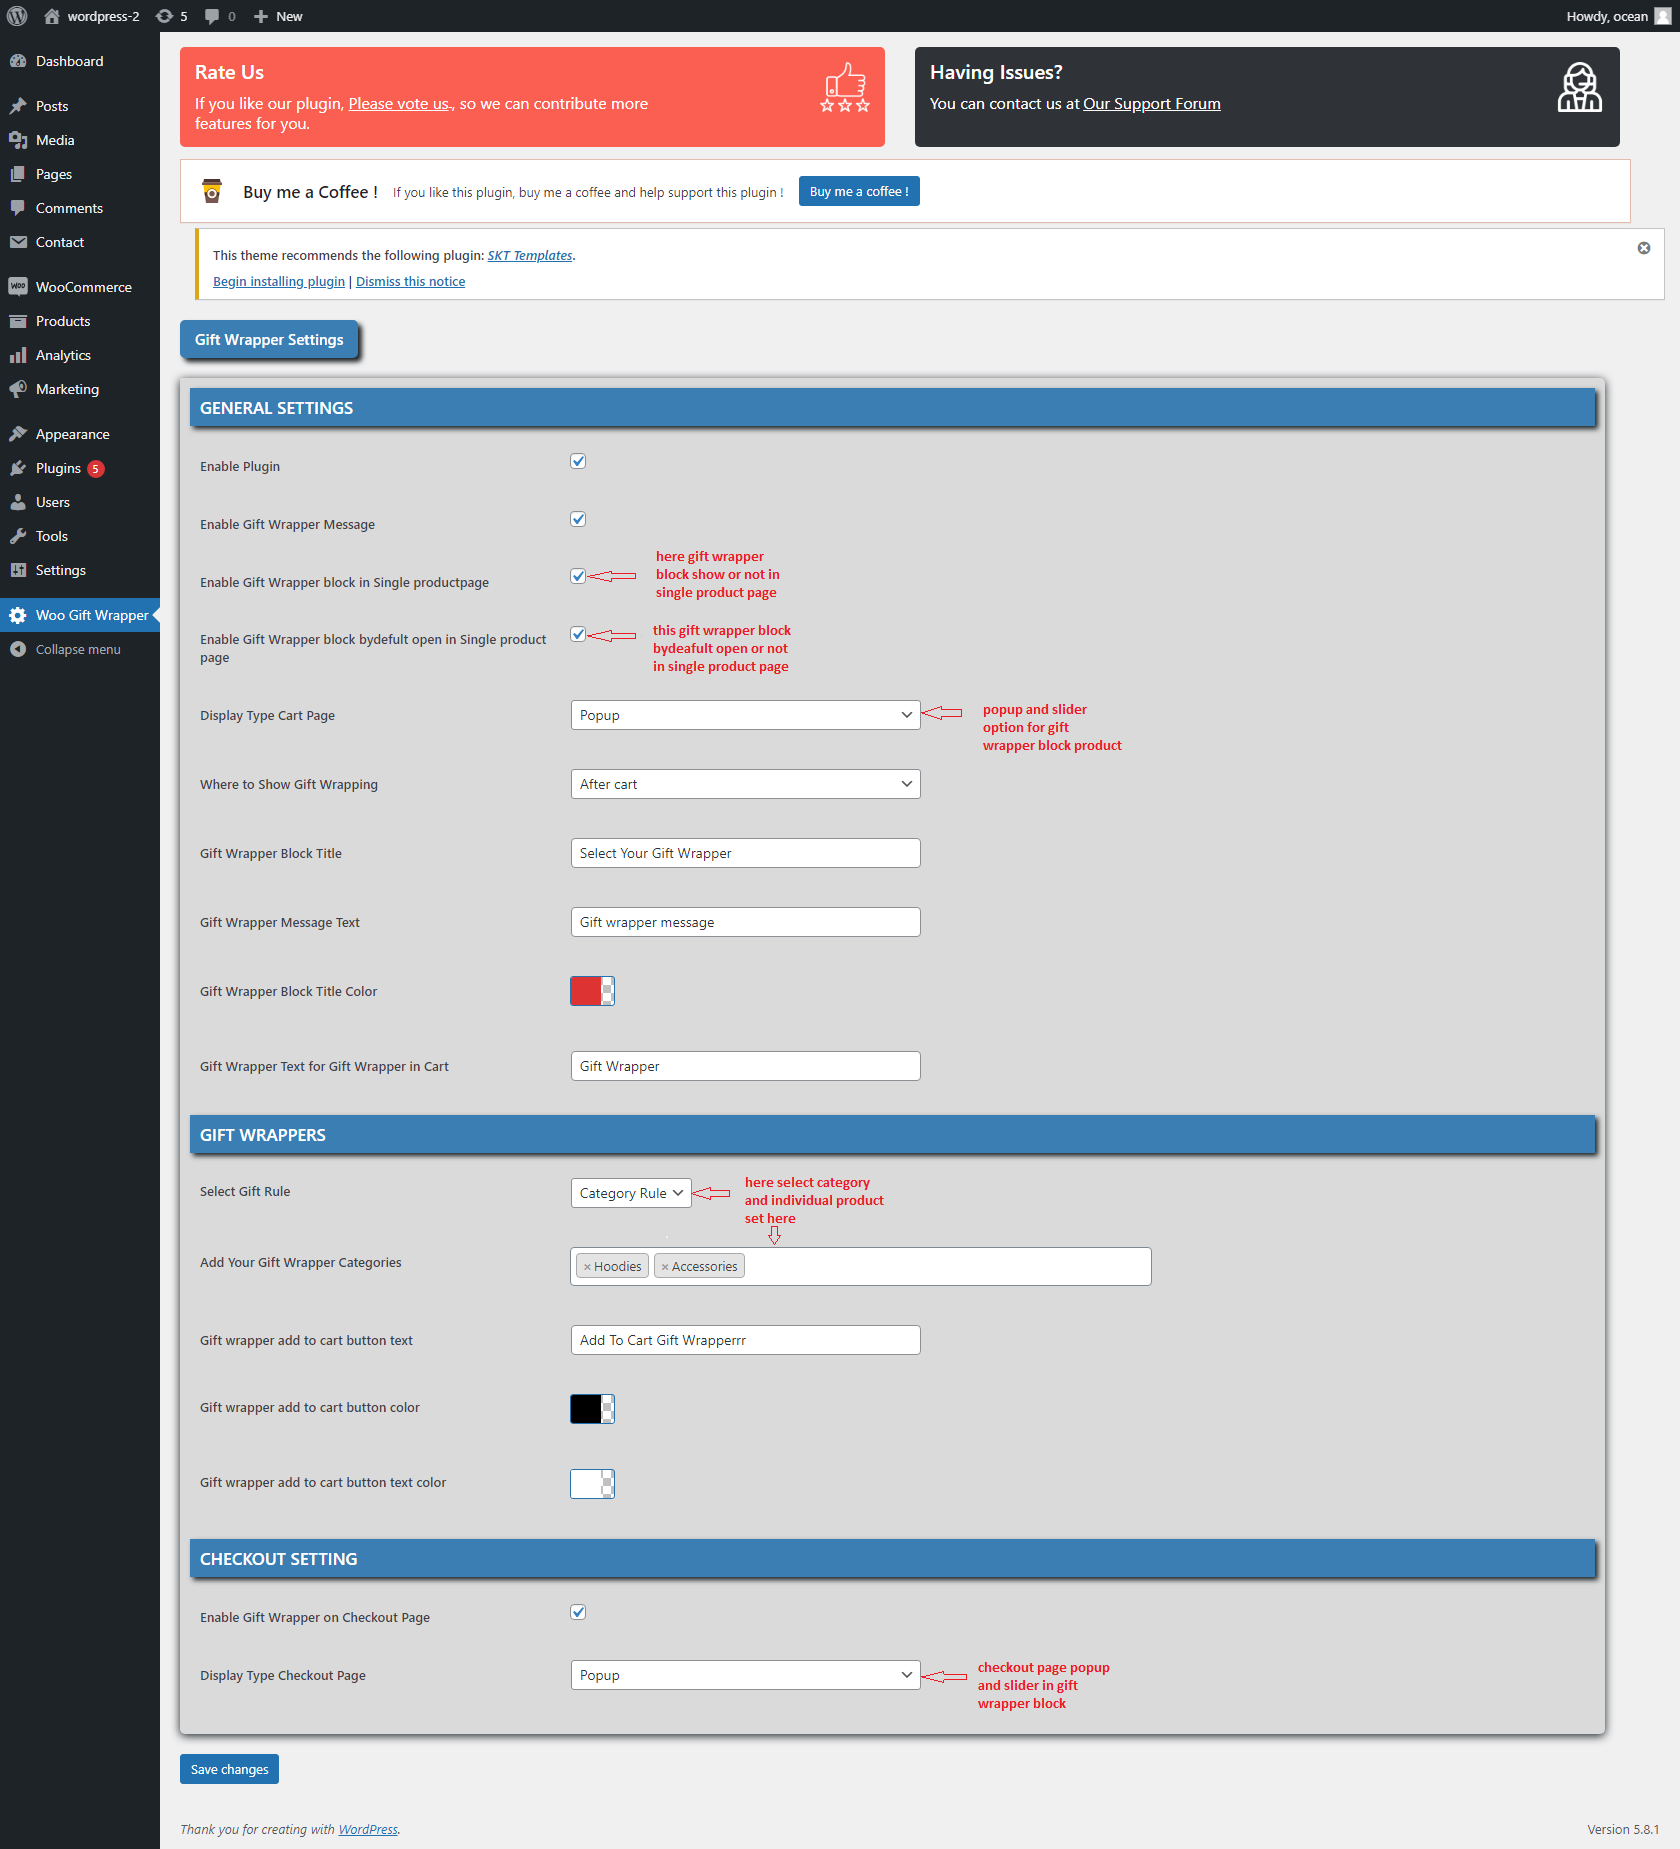 wordpress-2 5 0 New Howdy, ocean
Dashboard
Posts
Media
Pages
Comments
Contact
WOO WooCommerce
Products
Analytics
Marketing
Appearance
Plugins 5
Users
Tools
Settings
Woo Gift Wrapper
Collapse menu
Rate Us
If you like our plugin, Please vote us., so we can contribute more
features for you.
Having Issues?
You can contact us at Our Support Forum
Buy me a Coffee ! If you like this plugin, buy me a coffee and help support this plugin ! Buy me a coffee !
This theme recommends the following plugin: SKT Templates.
Begin installing plugin | Dismiss this notice
Gift Wrapper Settings
GENERAL SETTINGS
Enable Plugin
Enable Gift Wrapper Message
Enable Gift Wrapper block in Single productpage
here gift wrapper
block show or not in
single product page
Enable Gift Wrapper block bydefult open in Single product
page
this gift wrapper block
bydeafult open or not
in single product page
Display Type Cart Page Popup
popup and slider
option for gift
wrapper block product
Where to Show Gift Wrapping After cart
Gift Wrapper Block Title Select Your Gift Wrapper
Gift Wrapper Message Text Gift wrapper message
Gift Wrapper Block Title Color
Gift Wrapper Text for Gift Wrapper in Cart Gift Wrapper
GIFT WRAPPERS
Select Gift Rule Category Rule
here select category
and individual product
set here
Add Your Gift Wrapper Categories × Hoodies × Accessories
Gift wrapper add to cart button text Add To Cart Gift Wrapperrr
Gift wrapper add to cart button color
Gift wrapper add to cart button text color
CHECKOUT SETTING
Enable Gift Wrapper on Checkout Page
Display Type Checkout Page Popup
checkout page popup
and slider in gift
wrapper block
Save changes
Thank you for creating with WordPress. Version 5.8.1